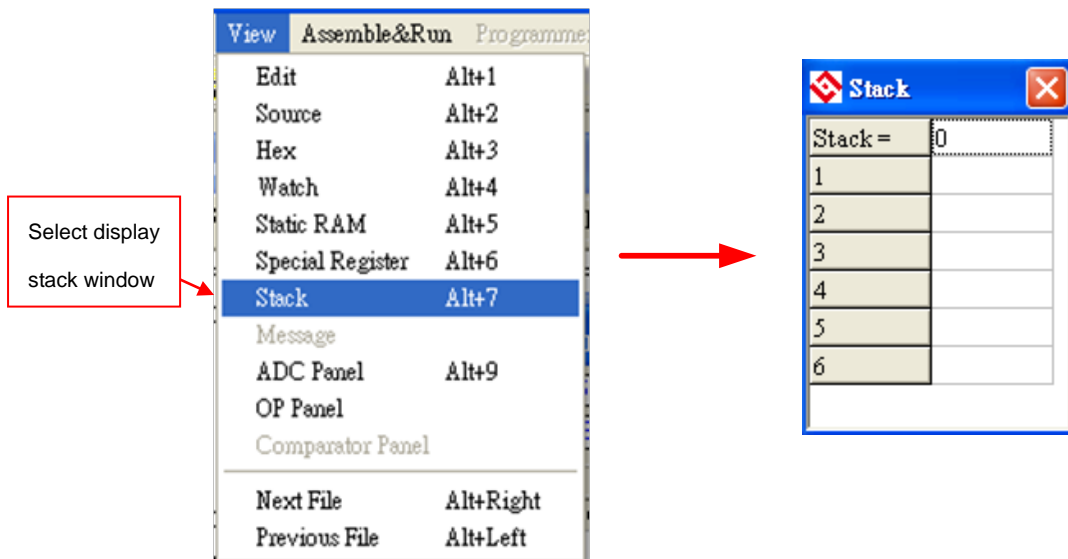 View Assemble&Run Programme
Edit Alt+1
Source Alt+2
Hex Alt+3
Watch Alt+4
Static RAM Alt+5
Special Register Alt+6
Stack Alt+7
Message
ADC Panel Alt+9
OP Panel
Comparator Panel
Next File Alt+Right
Previous File Alt+Left
Select display
stack window
Stack
Stack = 0
1
2
3
4
5
6